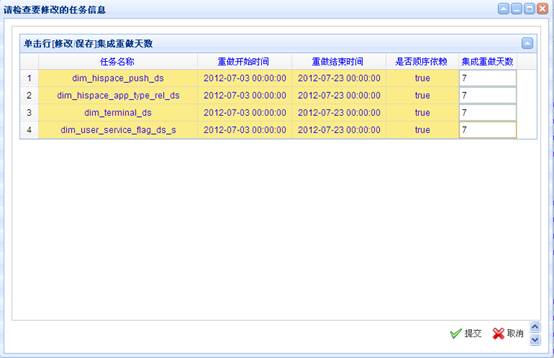 请检查要修改的任务信息
单击行[修改|保存]集成重做天数
任务名称 重做开始时间 重做结束时间 是否顺序依赖 集成重做天数
1 dim_hispace_push_ds 2012-07-03 00:00:00 2012-07-23 00:00:00 true 7
2 dim_hispace_app_type_rel_ds 2012-07-03 00:00:00 2012-07-23 00:00:00 true 7
3 dim_terminal_ds 2012-07-03 00:00:00 2012-07-23 00:00:00 true 7
4 dim_user_service_flag_ds_s 2012-07-03 00:00:00 2012-07-23 00:00:00 true 7
提交 取消